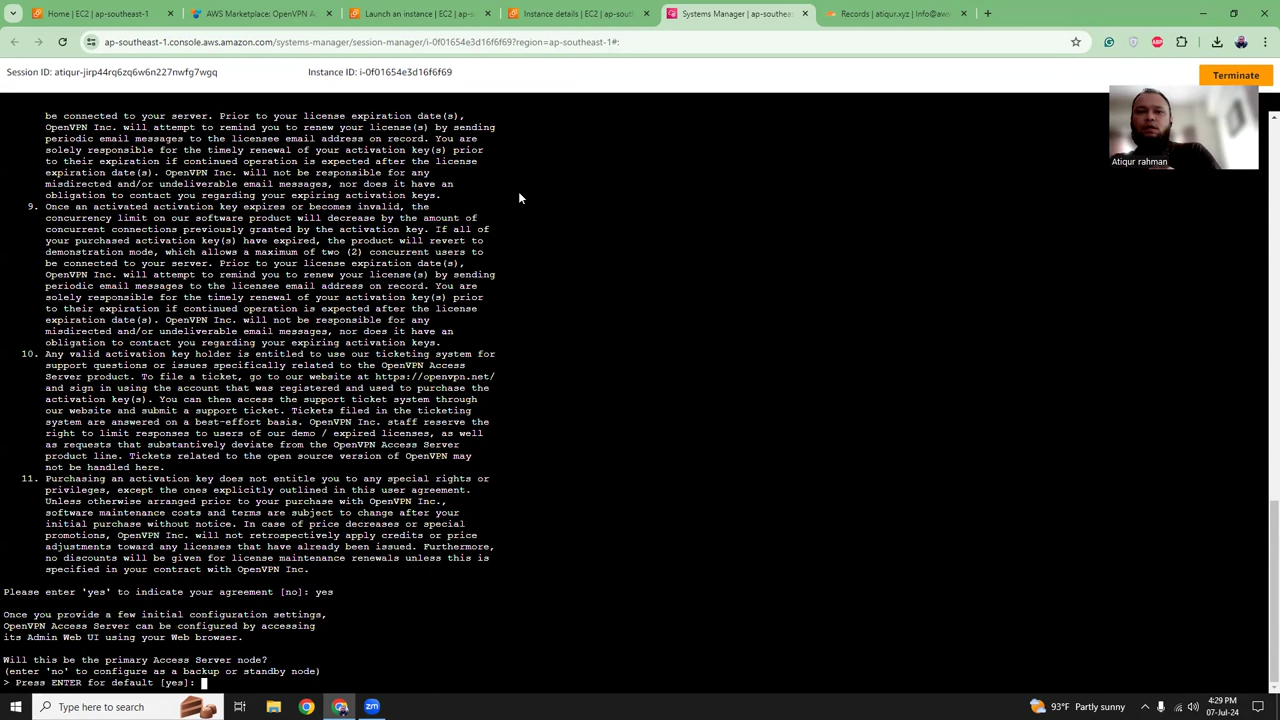 Home | EC2 | ap-southeast-1
AWS Marketplace: OpenVPN A
Launch an instance | EC2 | ap-s
Instance details | EC2 | ap-sout
Systems Manager | ap-southeas
Records | atiqur.xyz | Info@aw
ap-southeast-1.console.aws.amazon.com/systems-manager/session-manager/i-0f01654e3d16f6f69?region=ap-southeast-1#:
Session ID: atiqur-jirp44rq6zq6w6n227nwfg7wgq
Instance ID: i-0f01654e3d16f6f69
Terminate
Atiqur rahman
be connected to your server. Prior to your license expiration date(s),
OpenVPN Inc. will attempt to remind you to renew your license(s) by sending
periodic email messages to the licensee email address on record. You are
solely responsible for the timely renewal of your activation key(s) prior
to their expiration if continued operation is expected after the license
expiration date(s). OpenVPN Inc. will not be responsible for any
misdirected and/or undeliverable email messages, nor does it have an
obligation to contact you regarding your expiring activation keys.
9. Once an activated activation key expires or becomes invalid, the
concurrency limit on our software product will decrease by the amount of
concurrent connections previously granted by the activation key. If all of
your purchased activation key(s) have expired, the product will revert to
demonstration mode, which allows a maximum of two (2) concurrent users to
be connected to your server. Prior to your license expiration date(s),
OpenVPN Inc. will attempt to remind you to renew your license(s) by sending
periodic email messages to the licensee email address on record. You are
solely responsible for the timely renewal of your activation key(s) prior
to their expiration if continued operation is expected after the license
expiration date(s). OpenVPN Inc. will not be responsible for any
misdirected and/or undeliverable email messages, nor does it have an
obligation to contact you regarding your expiring activation keys.
10. Any valid activation key holder is entitled to use our ticketing system for
support questions or issues specifically related to the OpenVPN Access
Server product. To file a ticket, go to our website at https://openvpn.net/
and sign in using the account that was registered and used to purchase the
activation key(s). You can then access the support ticket system through
our website and submit a support ticket. Tickets filed in the ticketing
system are answered on a best-effort basis. OpenVPN Inc. staff reserve the
right to limit responses to users of our demo / expired licenses, as well
as requests that substantively deviate from the OpenVPN Access Server
product line. Tickets related to the open source version of OpenVPN may
not be handled here.
11. Purchasing an activation key does not entitle you to any special rights or
privileges, except the ones explicitly outlined in this user agreement.
Unless otherwise arranged prior to your purchase with OpenVPN Inc.,
software maintenance costs and terms are subject to change after your
initial purchase without notice. In case of price decreases or special
promotions, OpenVPN Inc. will not retrospectively apply credits or price
adjustments toward any licenses that have already been issued. Furthermore,
no discounts will be given for license maintenance renewals unless this is
specified in your contract with OpenVPN Inc.
Please enter 'yes' to indicate your agreement [no]: yes
Once you provide a few initial configuration settings,
OpenVPN Access Server can be configured by accessing
its Admin Web UI using your Web browser.
Will this be the primary Access Server node?
(enter 'no' to configure as a backup or standby node)
> Press ENTER for default [yes]:
Type here to search
93°F Partly sunny
4:29 PM
07-Jul-24